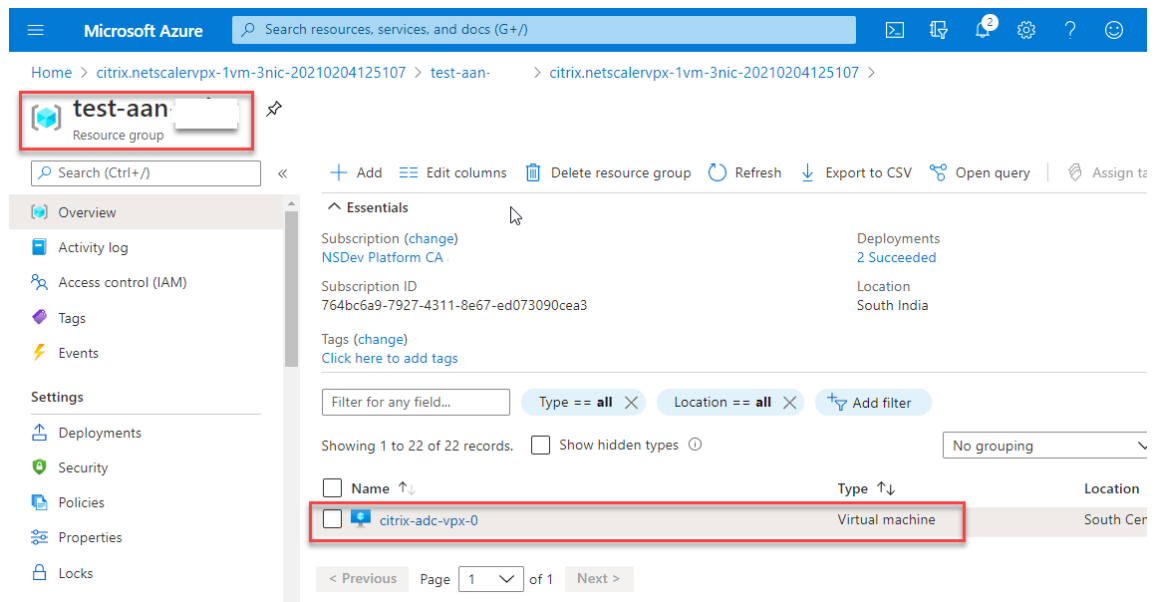 Microsoft Azure
Search resources, services, and docs (G+/)
2
Home > citrix.netscalervpx-1vm-3nic-20210204125107 > test-aan- > citrix.netscalervpx-1vm-3nic-20210204125107 >
test-aan-
Resource group
Search (Ctrl+/)
«
Add
Edit columns
Delete resource group
Refresh
Export to CSV
Open query
Assign ta
Overview
Activity log
Access control (IAM)
Tags
Events
Settings
Deployments
Security
Policies
Properties
Locks
Essentials
Subscription (change)
NSDev Platform CA
Subscription ID
764bc6a9-7927-4311-8e67-ed073090cea3
Tags (change)
Click here to add tags
Deployments
2 Succeeded
Location
South India
Filter for any field...
Type == all
Location == all
Add filter
Showing 1 to 22 of 22 records.
Show hidden types
No grouping
Name ↑↓
Type ↑↓
Location
citrix-adc-vpx-0
Virtual machine
South Cen
< Previous
Page 1 of 1
Next >